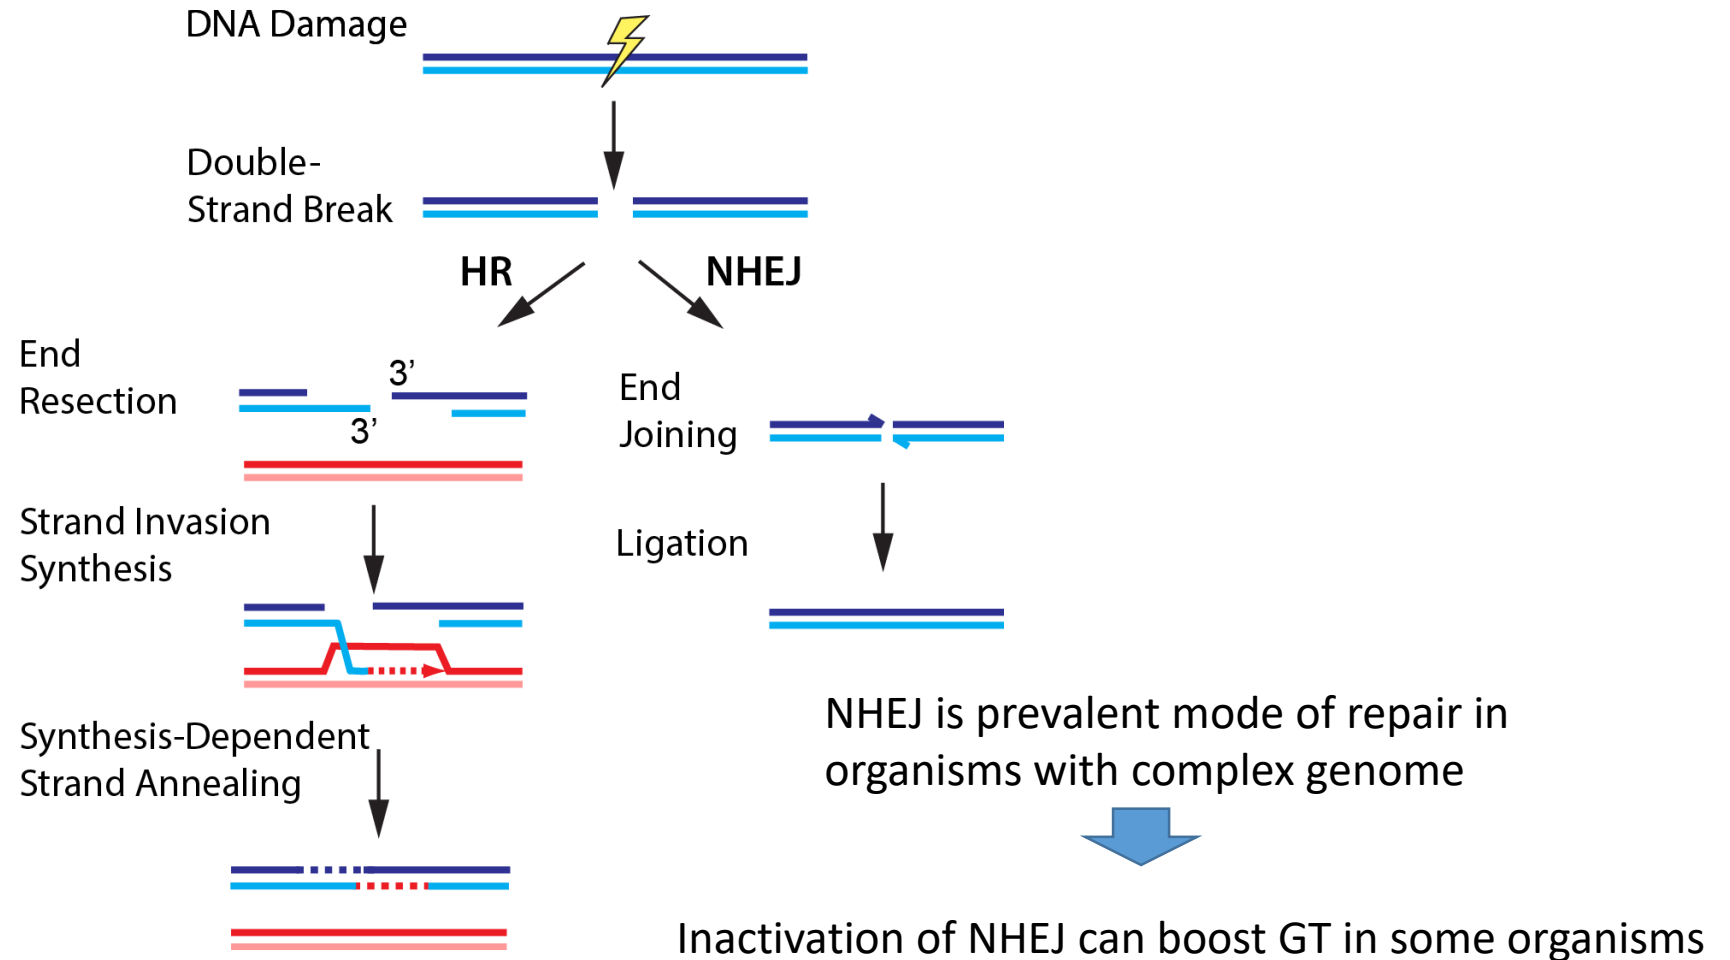 DNA Damage
Double-
Strand Break
HR
NHEJ
End
Resection
3’
3’
Strand Invasion
Synthesis
Synthesis-Dependent
Strand Annealing
End
Joining
Ligation
NHEJ is prevalent mode of repair in
organisms with complex genome
Inactivation of NHEJ can boost GT in some organisms